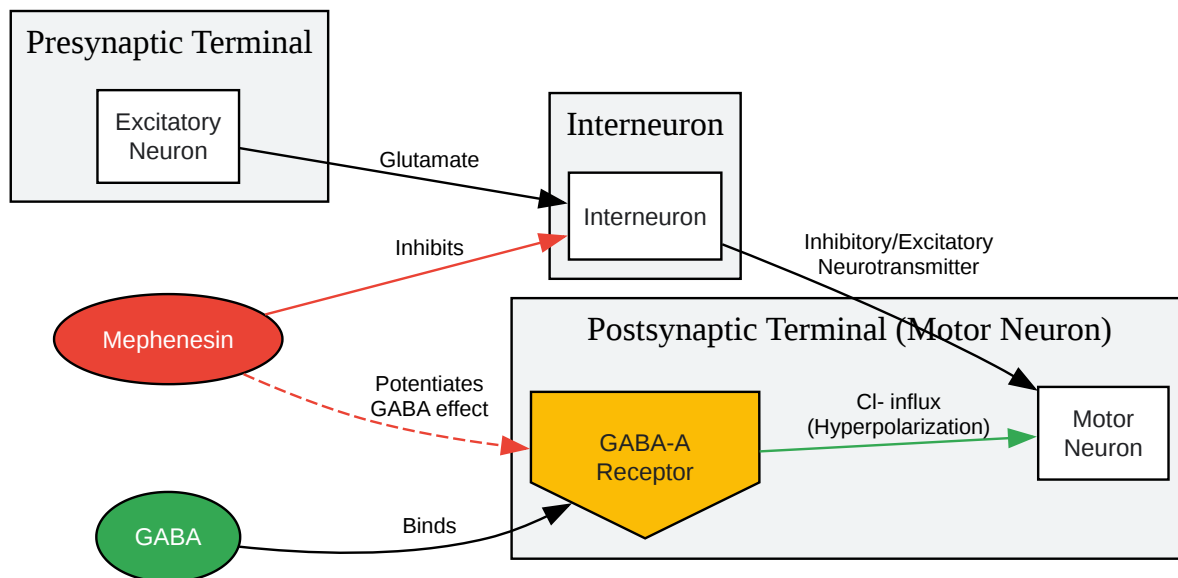 Presynaptic Terminal
Excitatory
Neuron
Glutamate
Interneuron
Interneuron
Inhibits
Inhibitory/Excitatory
Neurotransmitter
Mephenesin
Potentiates
GABA effect
Postsynaptic Terminal (Motor Neuron)
GABA-A
Receptor
Cl- influx
(Hyperpolarization)
Motor
Neuron
GABA
Binds